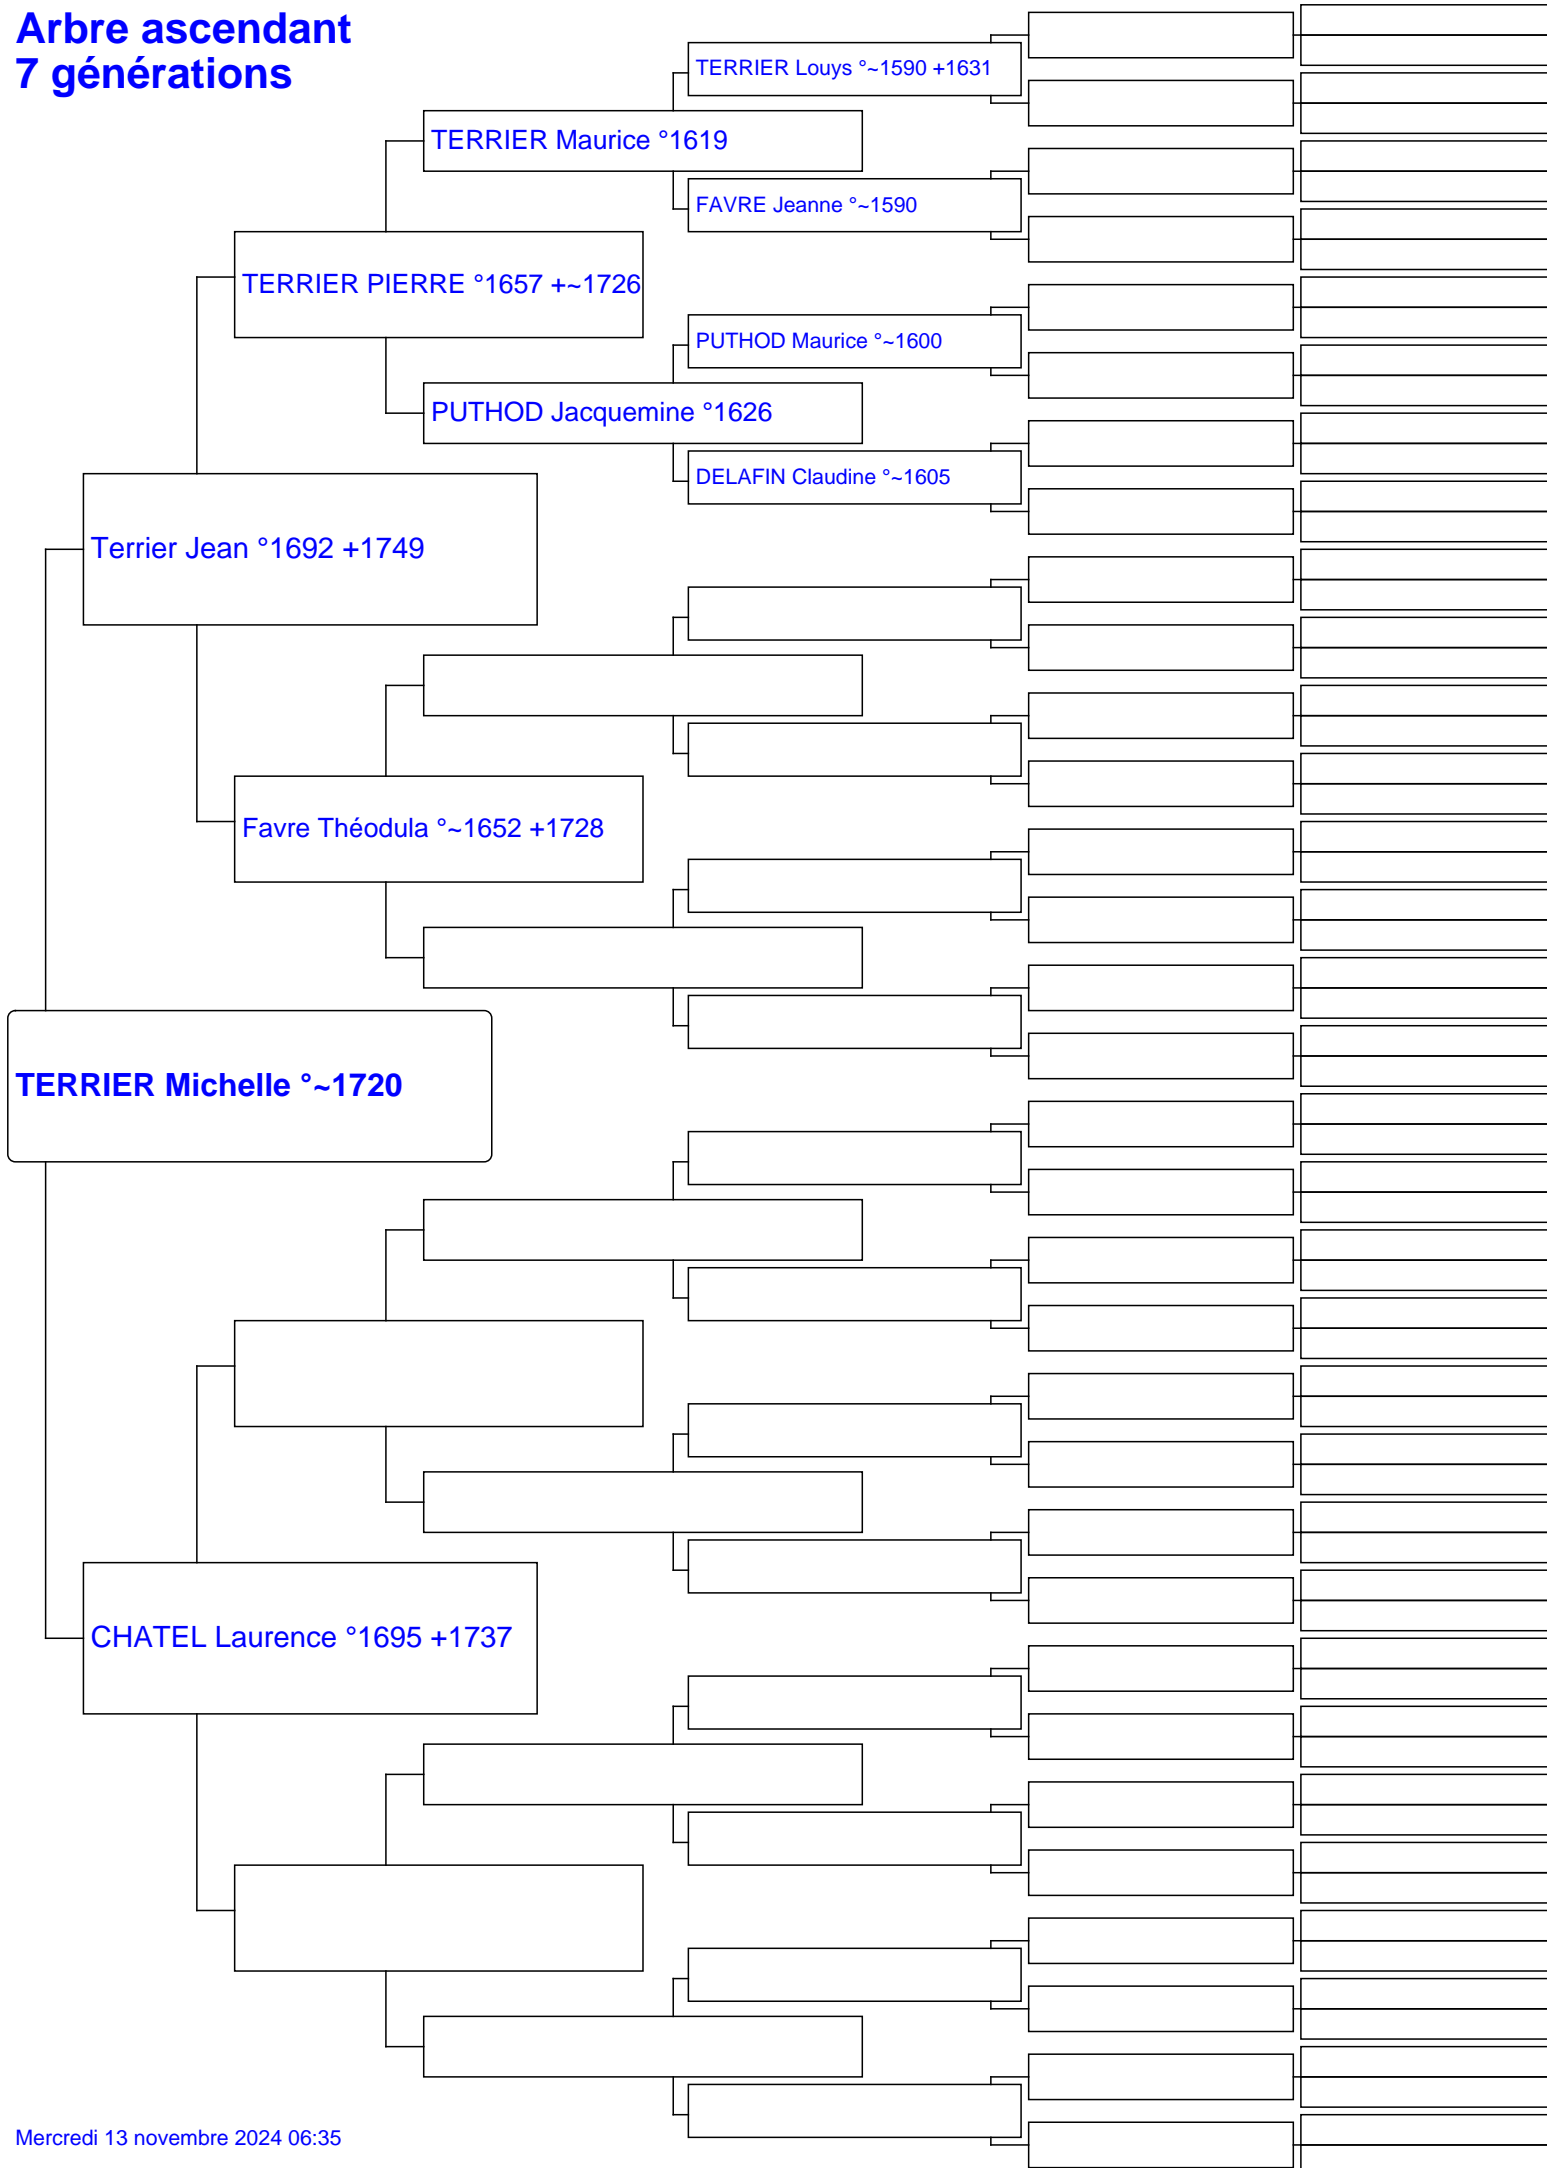 Arbre ascendant
7 générations
TERRIER Louys °~1590 +1631
TERRIER Maurice °1619
FAVRE Jeanne °~1590
TERRIER PIERRE °1657 +~1726
PUTHOD Maurice °~1600
PUTHOD Jacquemine °1626
DELAFIN Claudine °~1605
Terrier Jean °1692 +1749
Favre Théodula °~1652 +1728
TERRIER Michelle °~1720
CHATEL Laurence °1695 +1737
Mercredi 13 novembre 2024 06:35